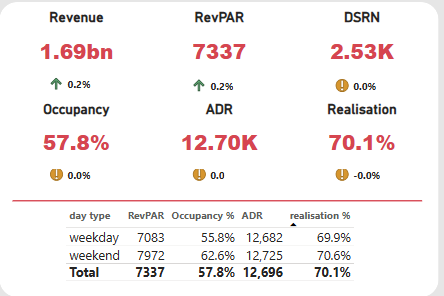 Revenue RevPAR DSRN
1.69bn 7337 2.53K
0.2% 0.2% 0.0%
Occupancy ADR Realisation
57.8% 12.70K 70.1%
0.0% 0.0 -0.0%
day type RevPAR Occupancy % ADR realisation %
weekday 7083 55.8% 12,682 69.9%
weekend 7972 62.6% 12,725 70.6%
Total 7337 57.8% 12,696 70.1%